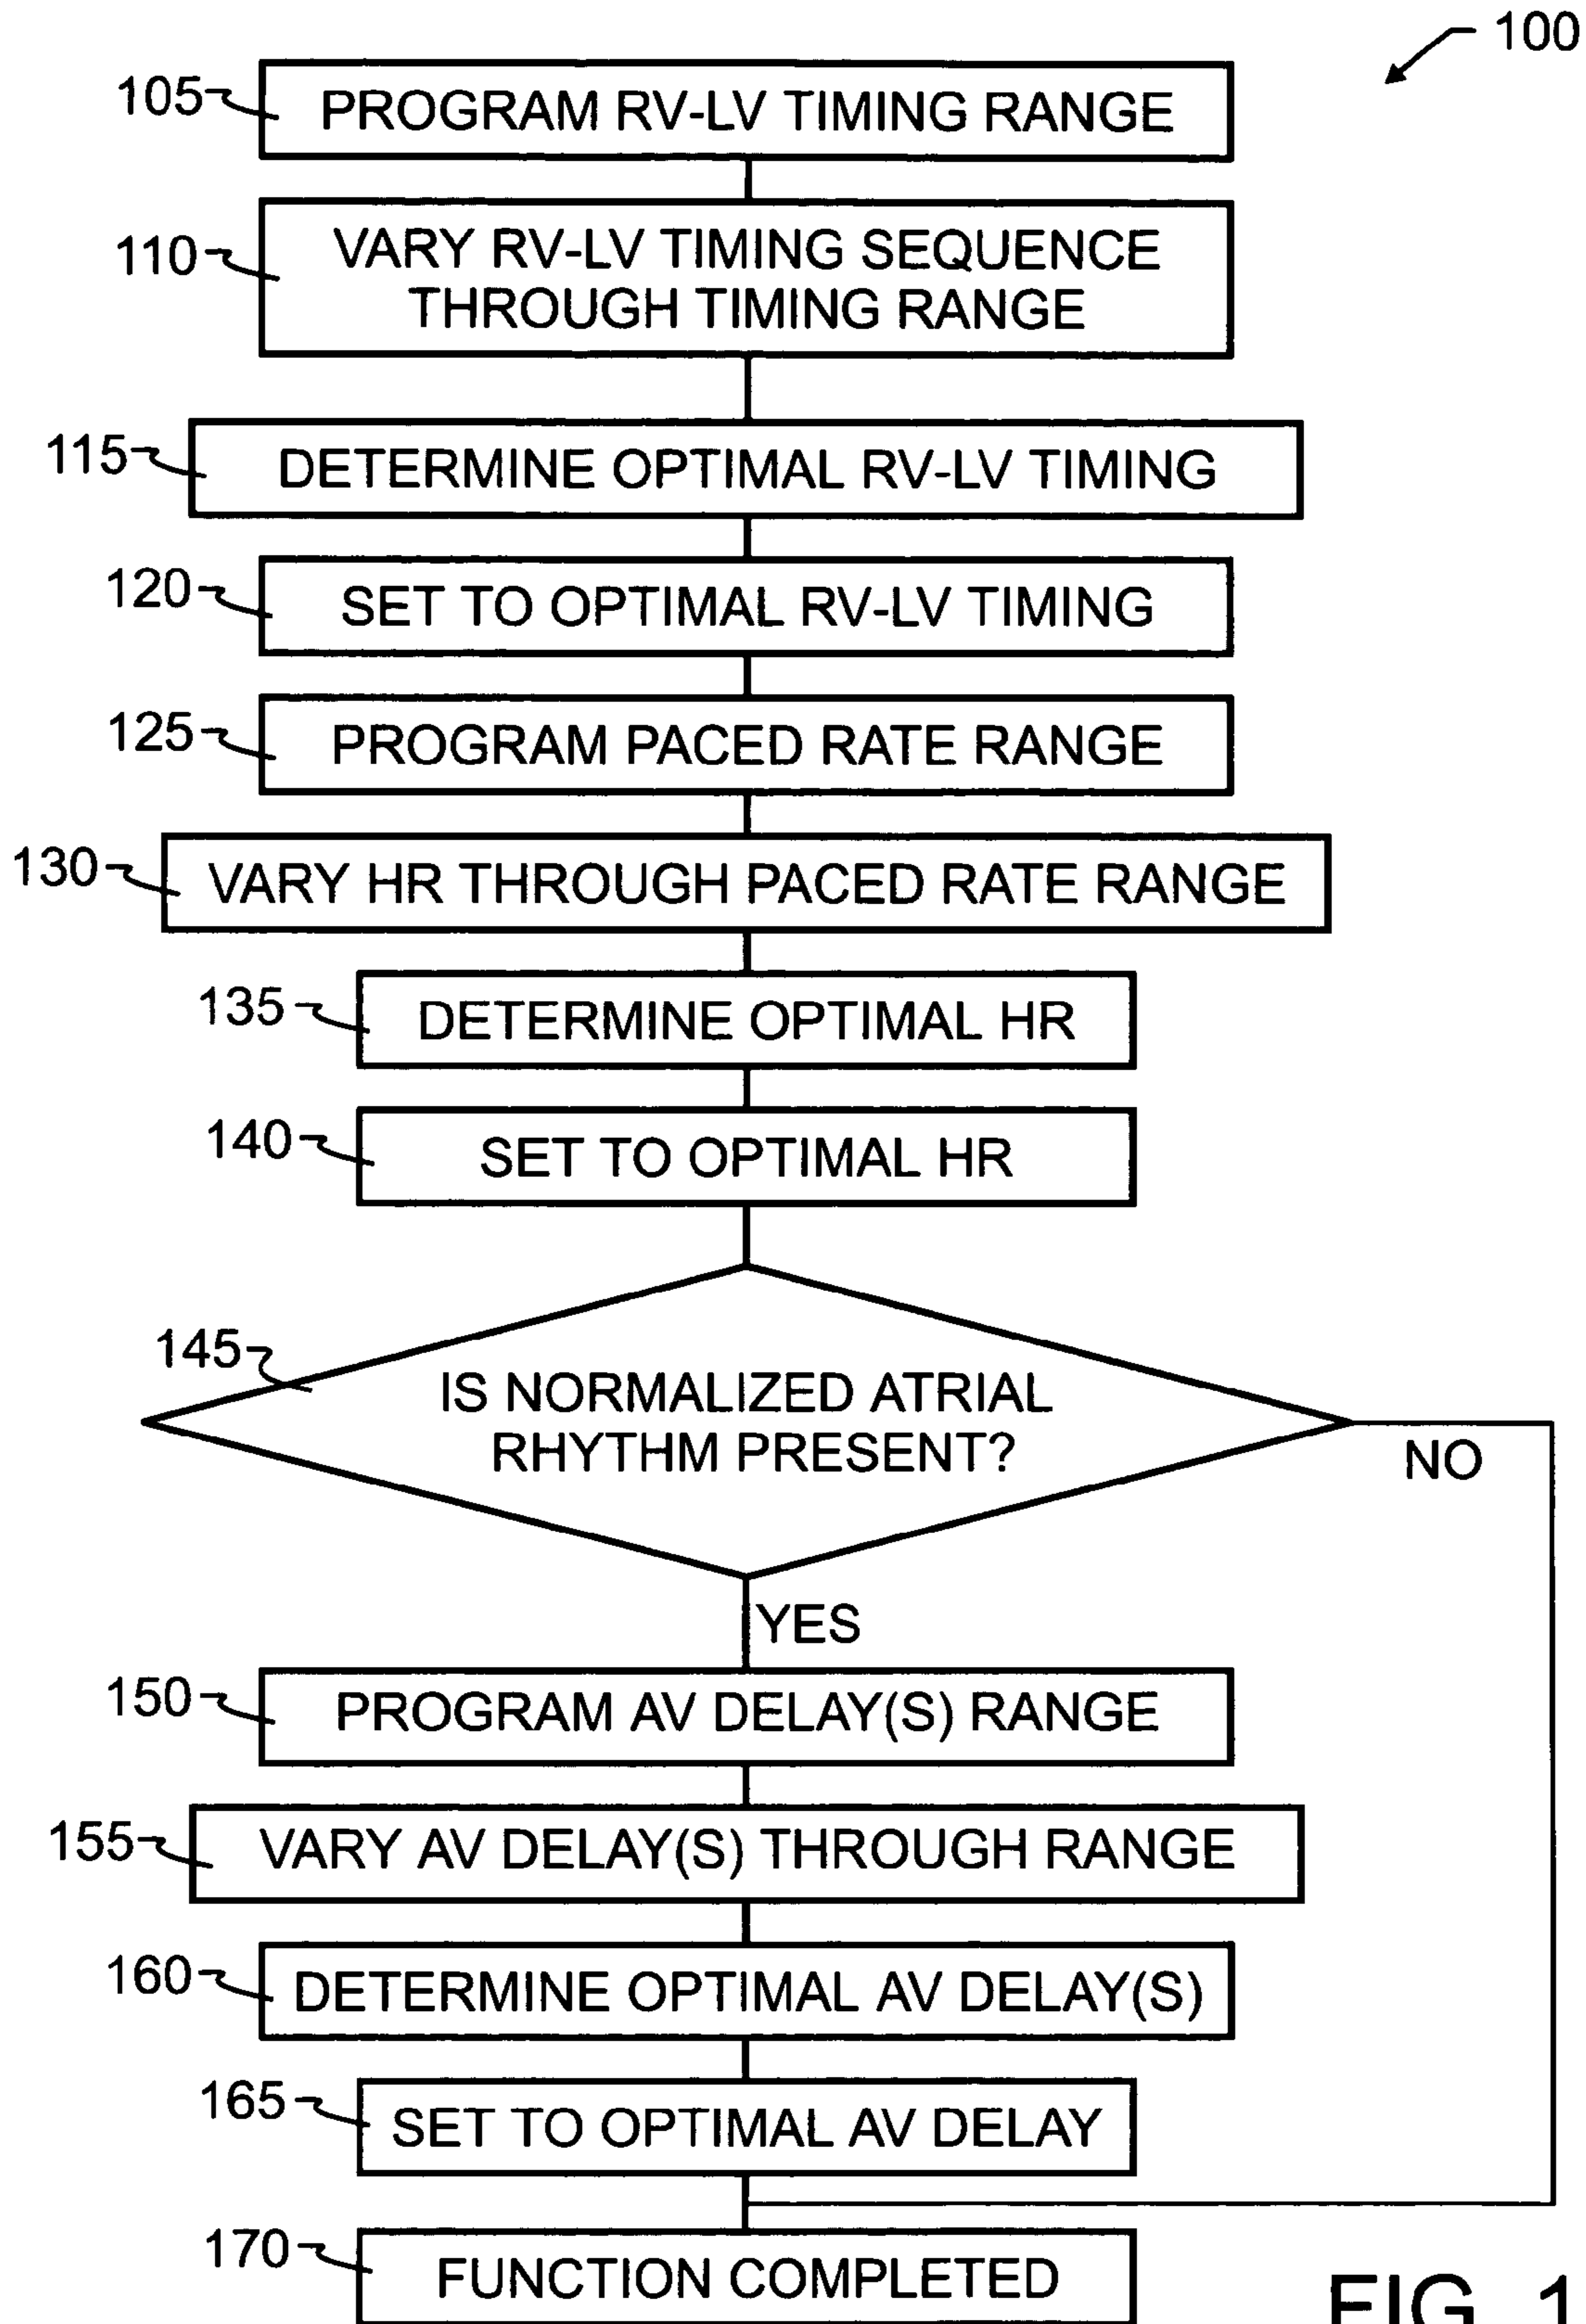 100
105
PROGRAM RV-LV TIMING RANGE
110
VARY RV-LV TIMING SEQUENCE
THROUGH TIMING RANGE
115
DETERMINE OPTIMAL RV-LV TIMING
120
SET TO OPTIMAL RV-LV TIMING
125
PROGRAM PACED RATE RANGE
130
VARY HR THROUGH PACED RATE RANGE
135
DETERMINE OPTIMAL HR
140
SET TO OPTIMAL HR
145
IS NORMALIZED ATRIAL
RHYTHM PRESENT?
NO
YES
150
PROGRAM AV DELAY(S) RANGE
155
VARY AV DELAY(S) THROUGH RANGE
160
DETERMINE OPTIMAL AV DELAY(S)
165
SET TO OPTIMAL AV DELAY
170
FUNCTION COMPLETED
FIG. 1